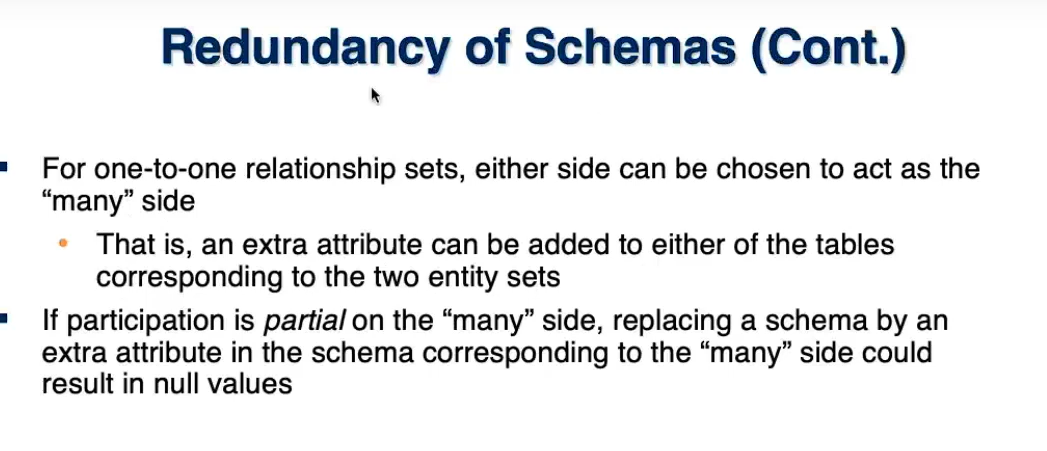 Redundancy of Schemas (Cont.)
For one-to-one relationship sets, either side can be chosen to act as the
“many” side
That is, an extra attribute can be added to either of the tables
corresponding to the two entity sets
If participation is partial on the “many” side, replacing a schema by an
extra attribute in the schema corresponding to the “many” side could
result in null values